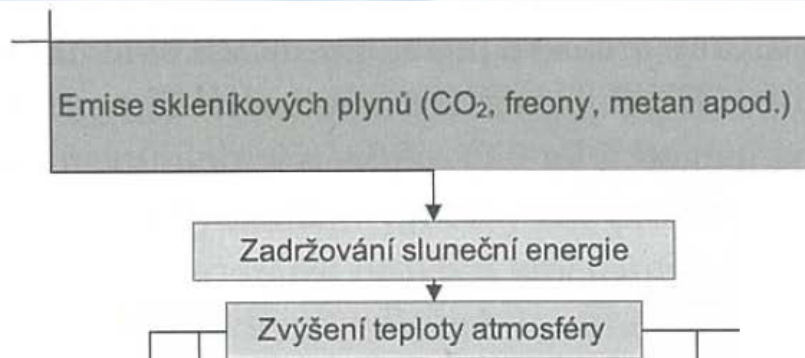 Emise skleníkových plynů (CO₂, freony, metan apod.)
Zadržování sluneční energie
Zvýšení teploty atmosféry